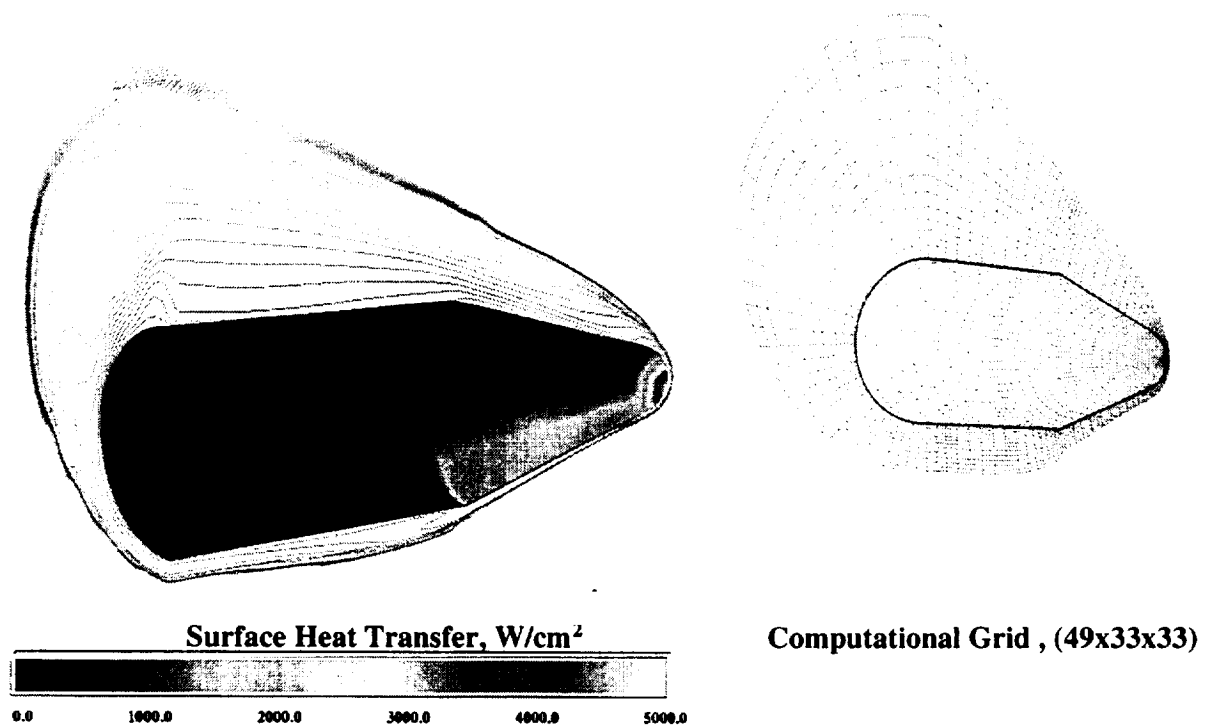 Surface Heat Transfer, W/cm²
Computational Grid , (49x33x33)
0.0 1000.0 2000.0 3000.0 4000.0 5000.0